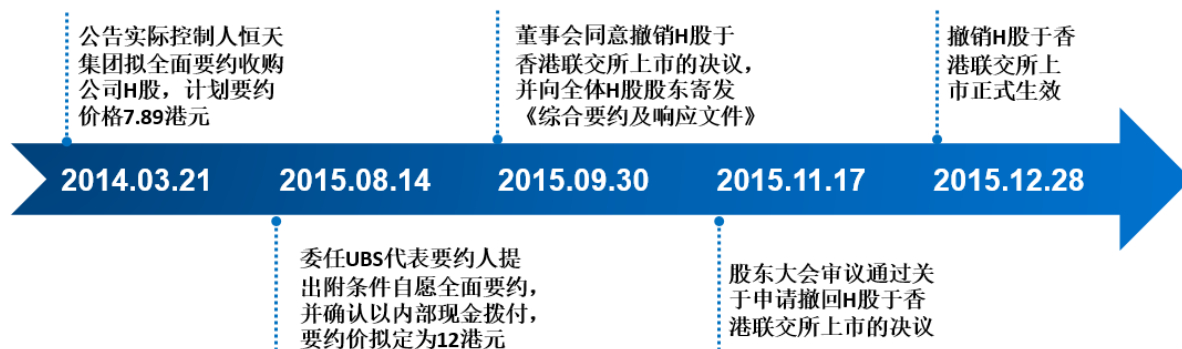 公告实际控制人恒天
集团拟全面要约收购
公司H股，计划要约
价格7.89港元
董事会同意撤销H股于
香港联交所上市的决议，
并向全体H股股东寄发
《综合要约及响应文件》
撤销H股于香
港联交所上
市正式生效
2014.03.21
2015.08.14
2015.09.30
2015.11.17
2015.12.28
委任UBS代表要约人提
出附条件自愿全面要约，
并确认以内部现金拨付，
要约价拟定为12港元
股东大会审议通过关
于申请撤回H股于香
港联交所上市的决议